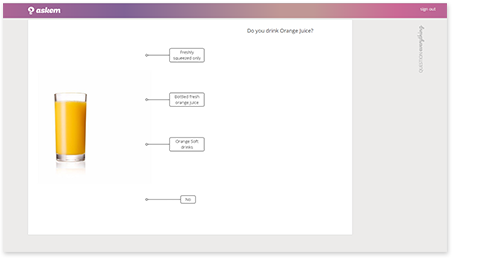 askem
sign out
Do you drink Orange Juice?
Freshly
squeezed only
Bottled fresh
orange juice
Orange Soft
drinks
No